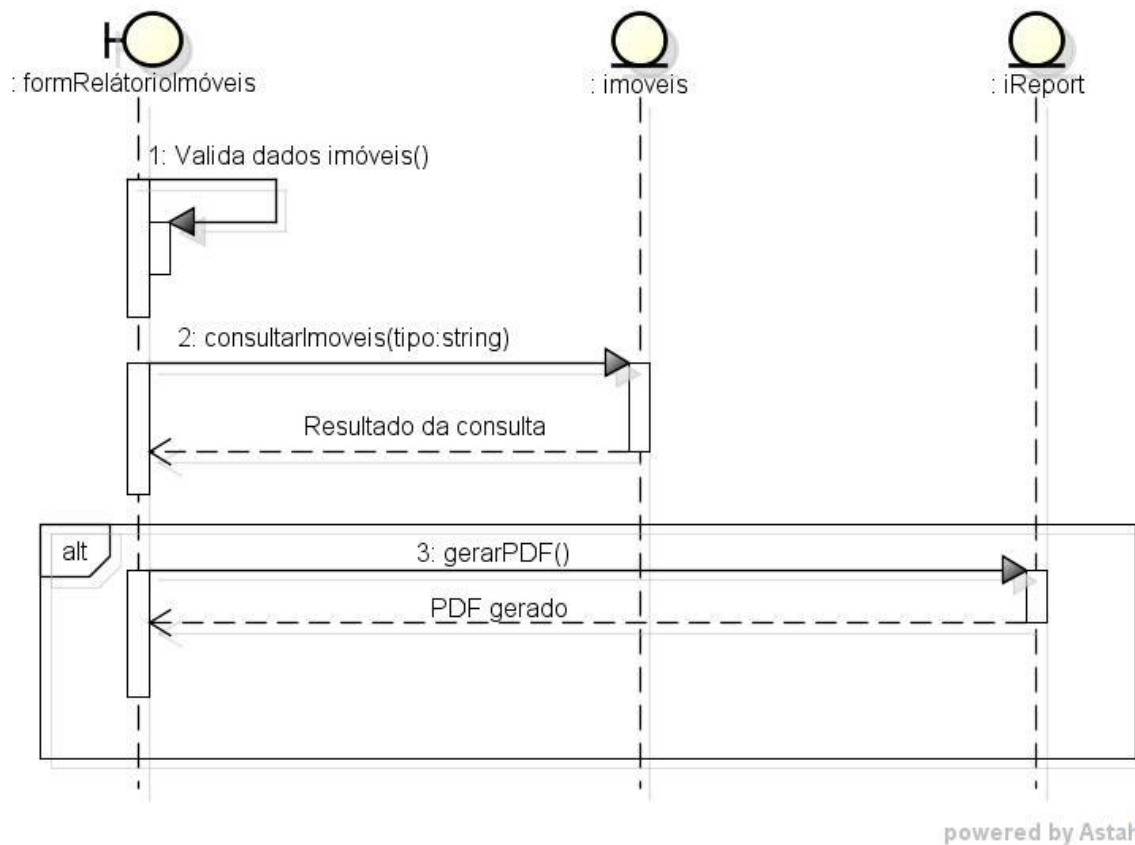 : formRelátorioImóveis
: imoveis
: iReport
1: Valida dados imóveis()
2: consultarImoveis(tipo:string)
Resultado da consulta
alt
3: gerarPDF()
PDF gerado
powered by Astah